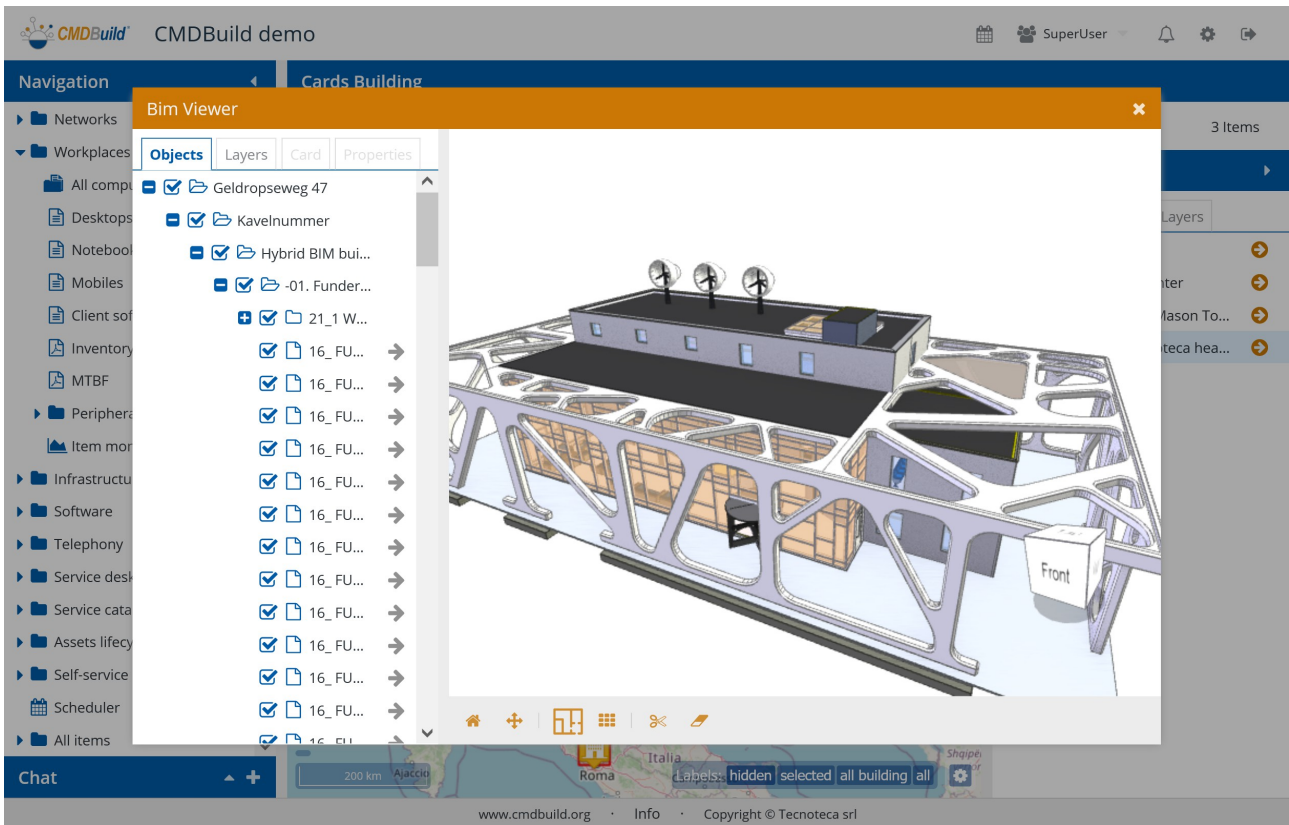 CMDBuild CMDBuild demo SuperUser
Navigation Cards Building
Bim Viewer
3 Items
Objects Layers Card Properties
Layers
Networks
Workplaces
All compu
Desktops
Notebook
Mobiles
Client sof
Inventory
MTBF
Periphera
Item mor
Infrastructu
Software
Telephony
Service desk
Service cata
Assets lifecy
Self-service
Scheduler
All items
Geldropseweg 47
Kavelnummer
Hybrid BIM bui...
-01. Funder...
21_1 W...
16_ FU...
16_ FU...
16_ FU...
16_ FU...
16_ FU...
16_ FU...
16_ FU...
16_ FU...
16_ FU...
16_ FU...
16_ FU...
16_ FU...
16_ FU...
Front
nter
Mason To...
oteca hea...
Chat
200 km Ajaccio Roma Italia
Labels: hidden selected all building all
www.cmdbuild.org · Info · Copyright © Tecnoteca srl